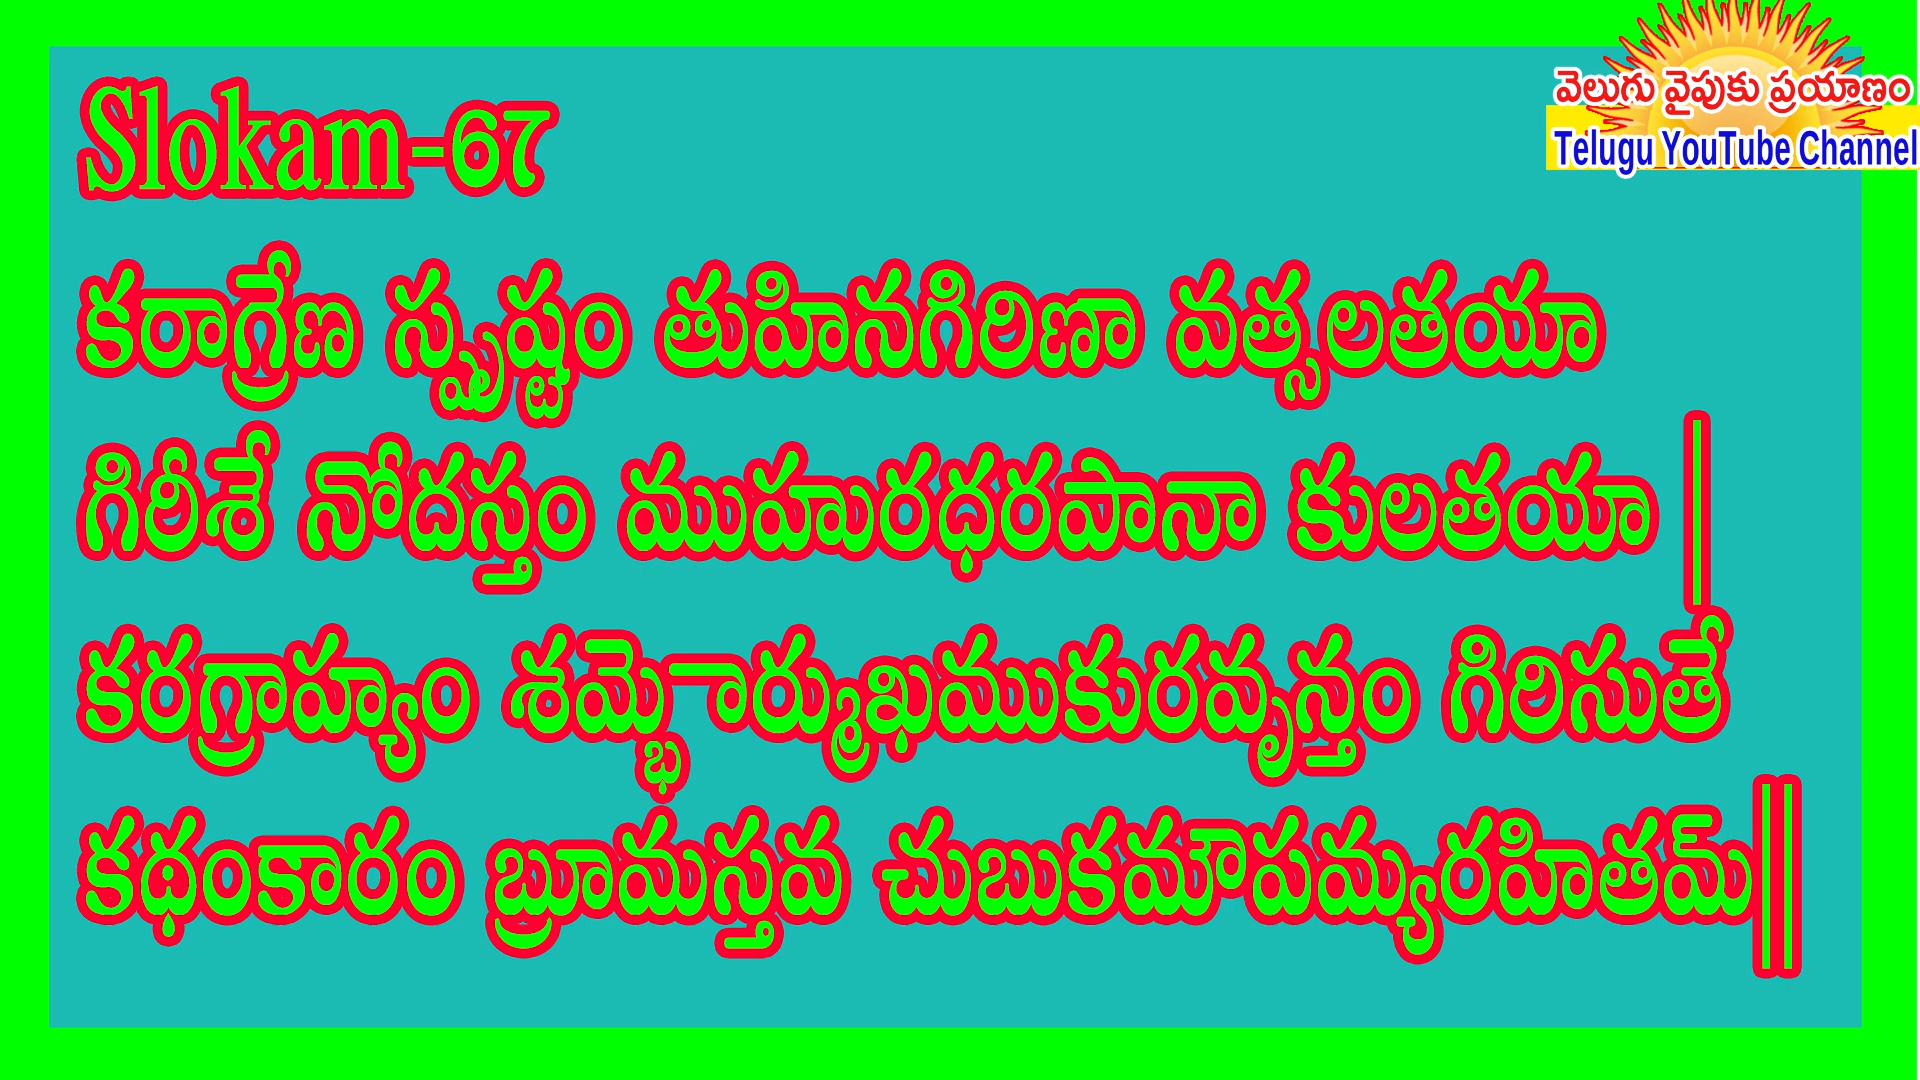 వెలుగు వైపుకు ప్రయాణం
Telugu YouTube Channel
Slokam=67
కరాగ్రేణ స్పృష్టం తుహినగిరిణా వత్సలతయా
గిరీశే నోదస్తం ముహురధరపానా కులతయా |
కరగ్రాహ్యం శమ్భోర్ముఖముకురవృన్తం గిరిసుతే
కథంకారం బ్రూమస్తవ చుబుకమౌపమ్యరహితమ్||